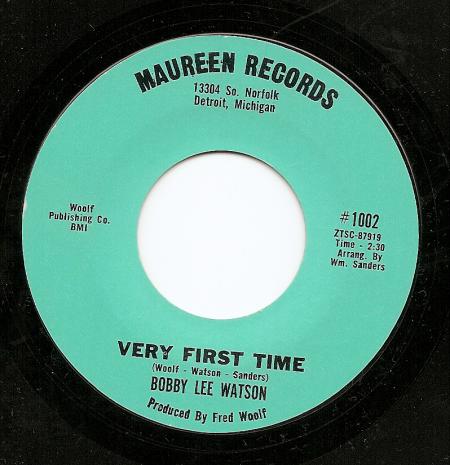 MAUREEN RECORDS
13304 So. Norfolk
Detroit, Michigan
Woolf
Publishing Co.
BMI
#1002
ZTSC-87919
Time - 2:30
Arrang. By
Wm. Sanders
VERY FIRST TIME
(Woolf - Watson - Sanders)
BOBBY LEE WATSON
Produced By Fred Woolf